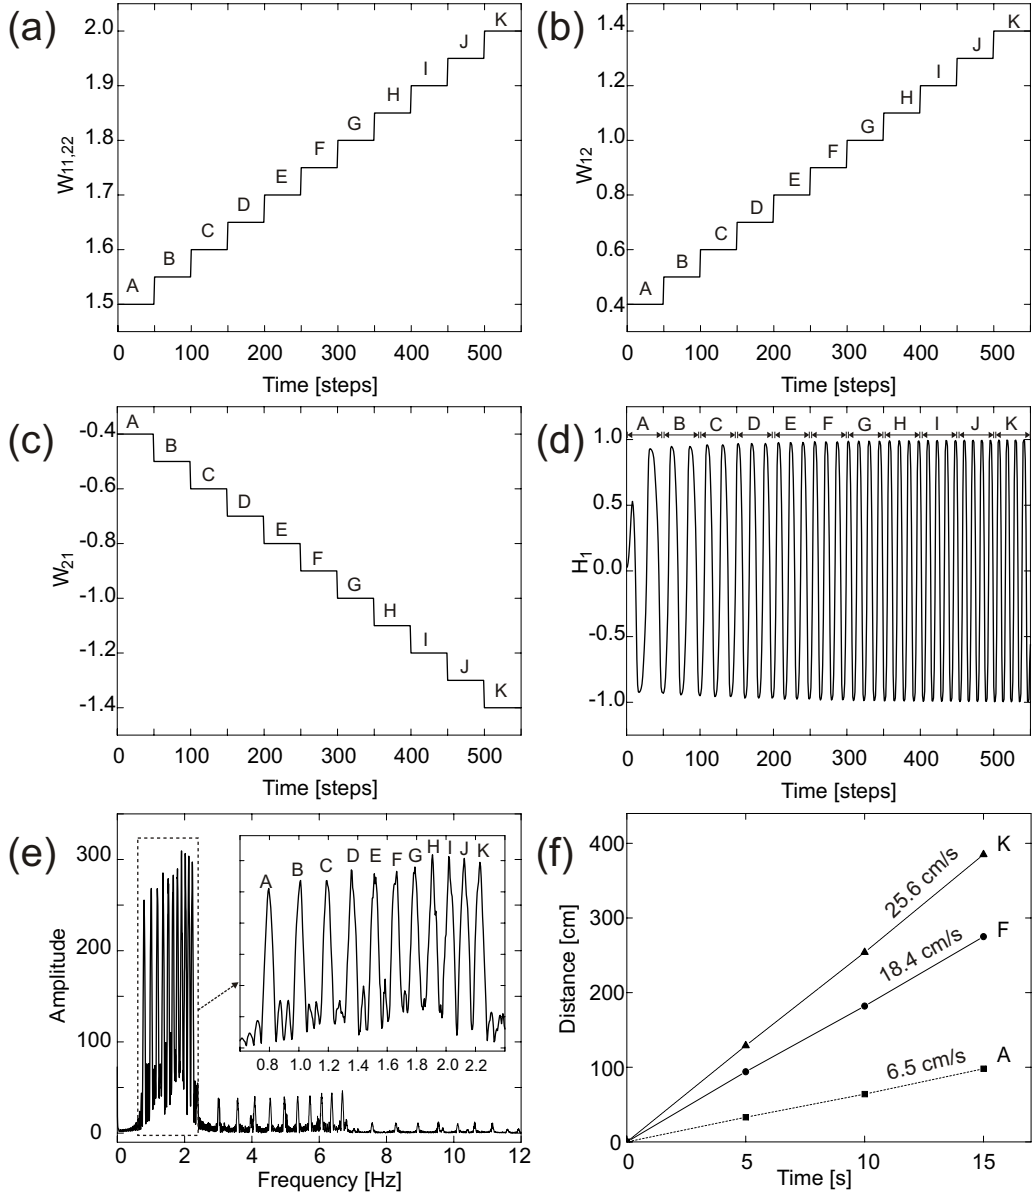 (a)
2.0
1.9
1.8
1.7
1.6
1.5
W11,22
A
B
C
D
E
F
G
H
I
J
K
0 100 200 300 400 500
Time [steps]
(b)
1.4
1.2
1.0
0.8
0.6
0.4
W12
A
B
C
D
E
F
G
H
I
J
K
0 100 200 300 400 500
Time [steps]
(c)
-0.4
-0.6
-0.8
-1.0
-1.2
-1.4
W21
A
B
C
D
E
F
G
H
I
J
K
0 100 200 300 400 500
Time [steps]
(d)
A B C D E F G H I J K
1.0
0.5
0.0
-0.5
-1.0
H1
0 100 200 300 400 500
Time [steps]
(e)
300
200
100
0
Amplitude
A B C D E F G H I J K
0.8 1.0 1.2 1.4 1.6 1.8 2.0 2.2
0 2 4 6 8 10 12
Frequency [Hz]
(f)
400
300
200
100
0
Distance [cm]
K
25.6 cm/s
F
18.4 cm/s
A
6.5 cm/s
0 5 10 15
Time [s]